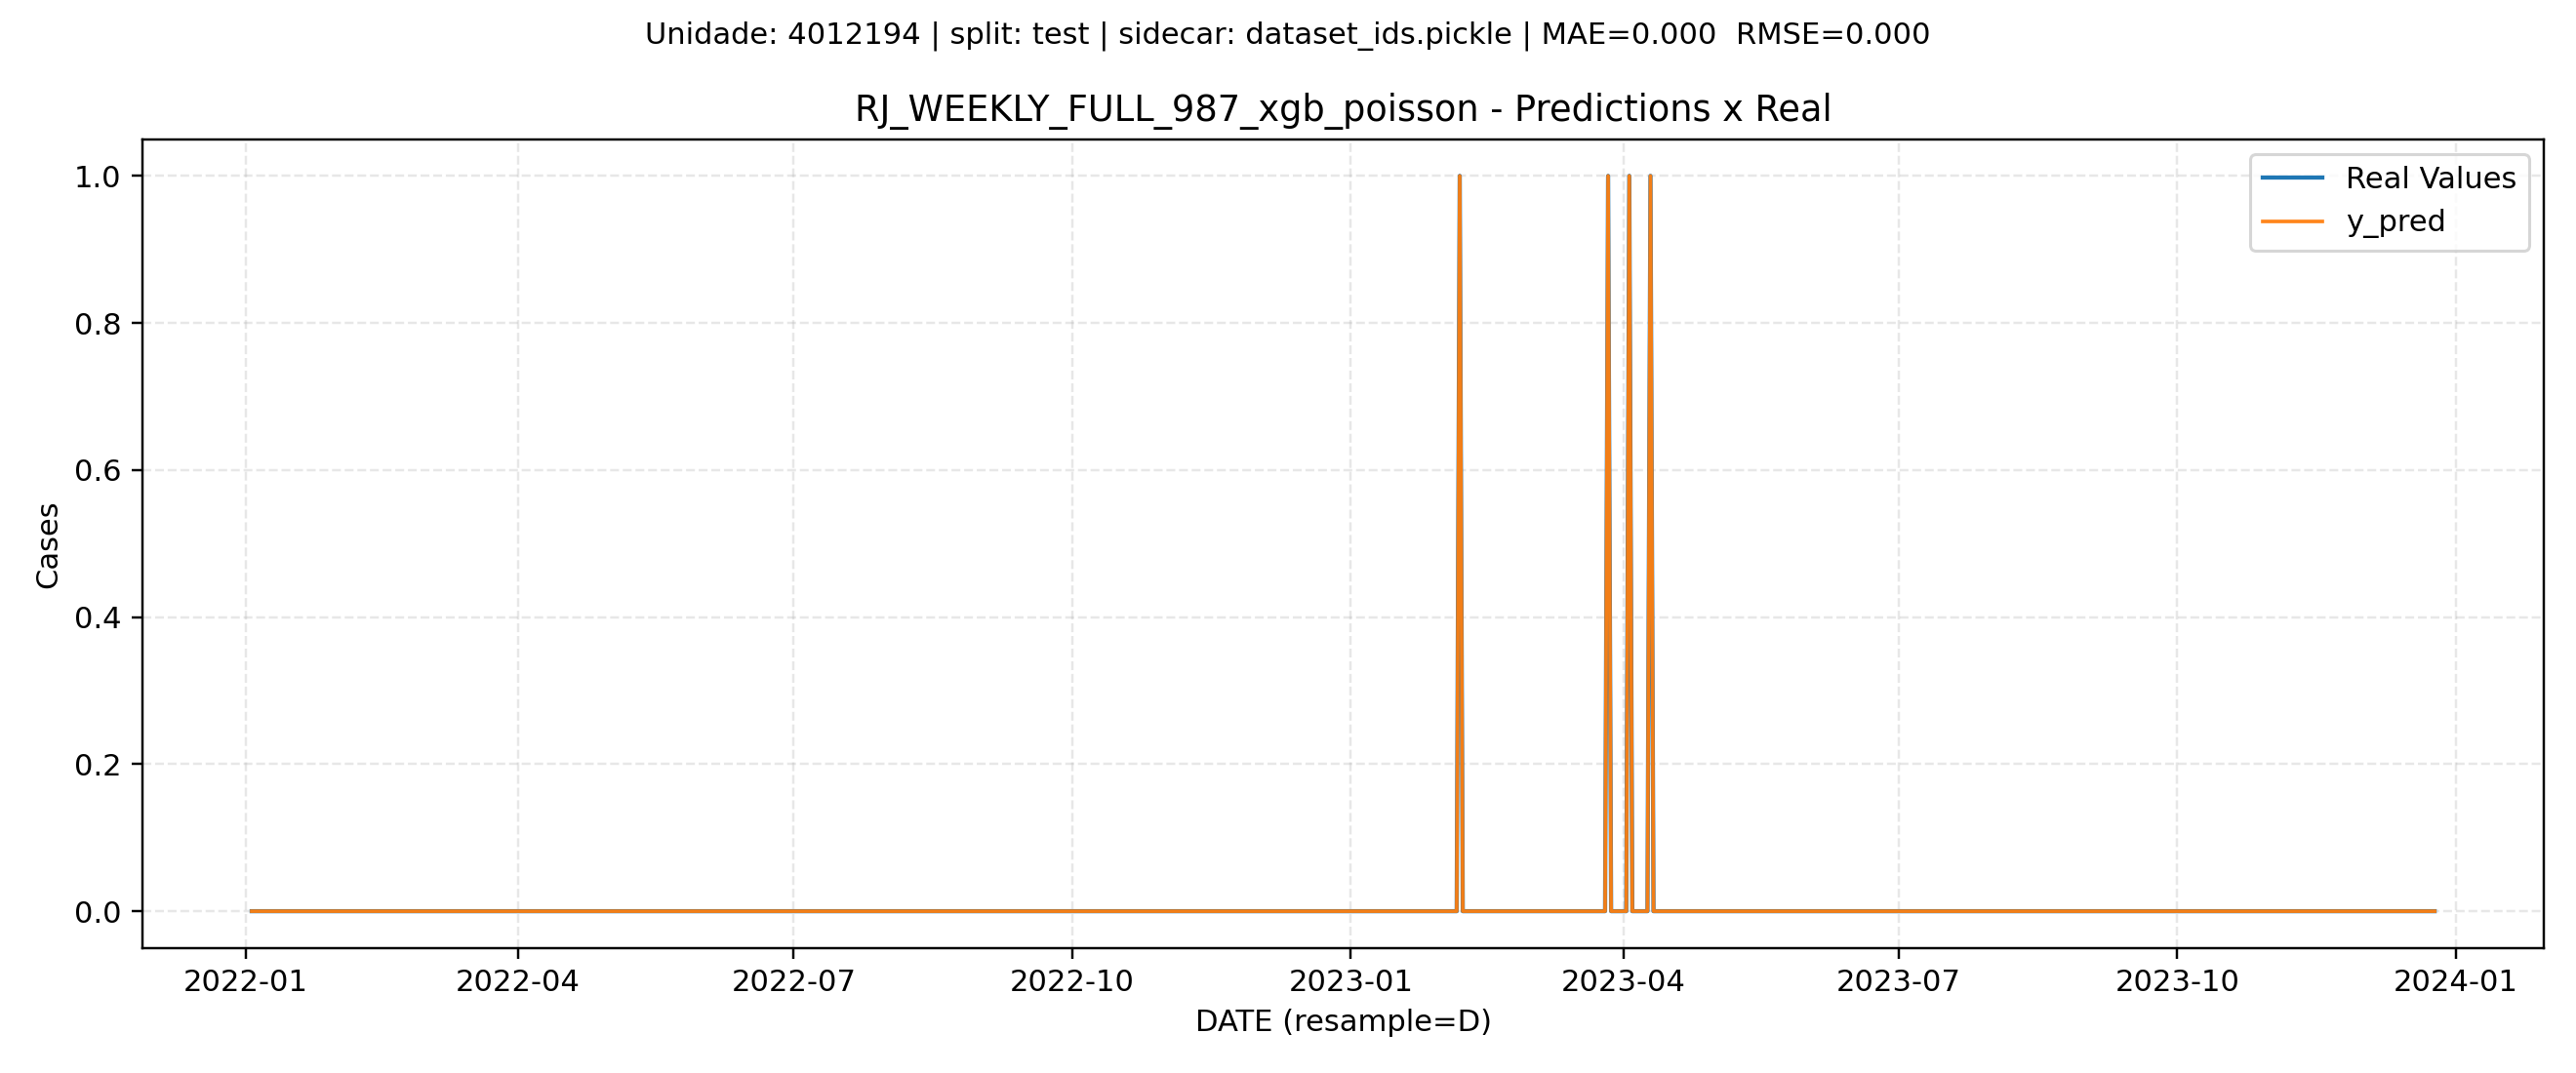 Unidade: 4012194 | split: test | sidecar: dataset_ids.pickle | MAE=0.000  RMSE=0.000
RJ_WEEKLY_FULL_987_xgb_poisson - Predictions x Real
Real Values
y_pred
1.0
0.8
0.6
0.4
0.2
0.0
Cases
2022-01
2022-04
2022-07
2022-10
2023-01
2023-04
2023-07
2023-10
2024-01
DATE (resample=D)